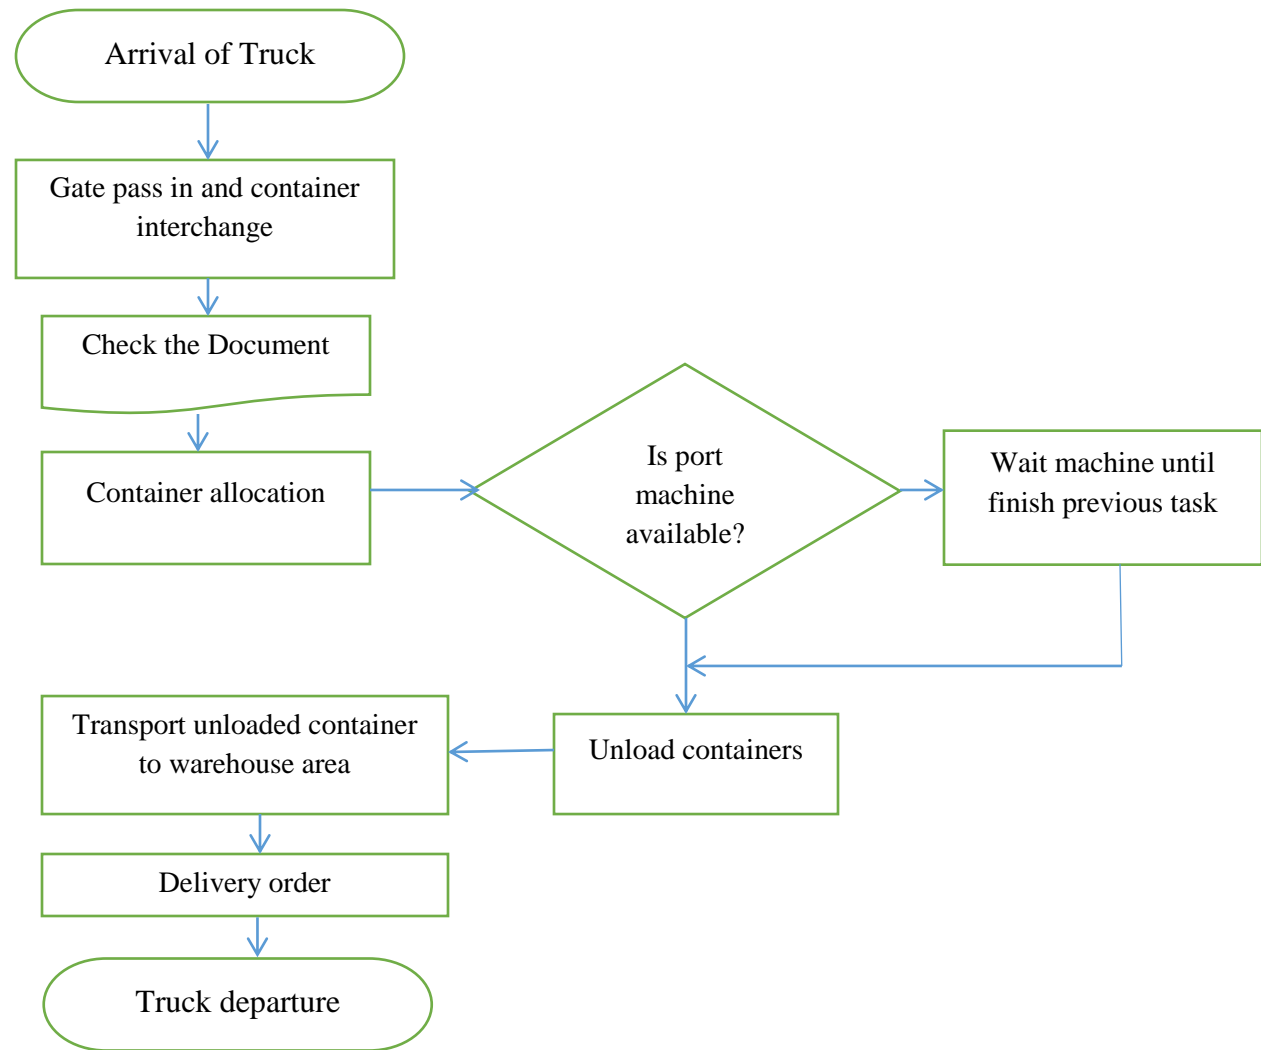 Arrival of Truck
Gate pass in and container
interchange
Check the Document
Container allocation
Is port
machine
available?
Wait machine until
finish previous task
Unload containers
Transport unloaded container
to warehouse area
Delivery order
Truck departure